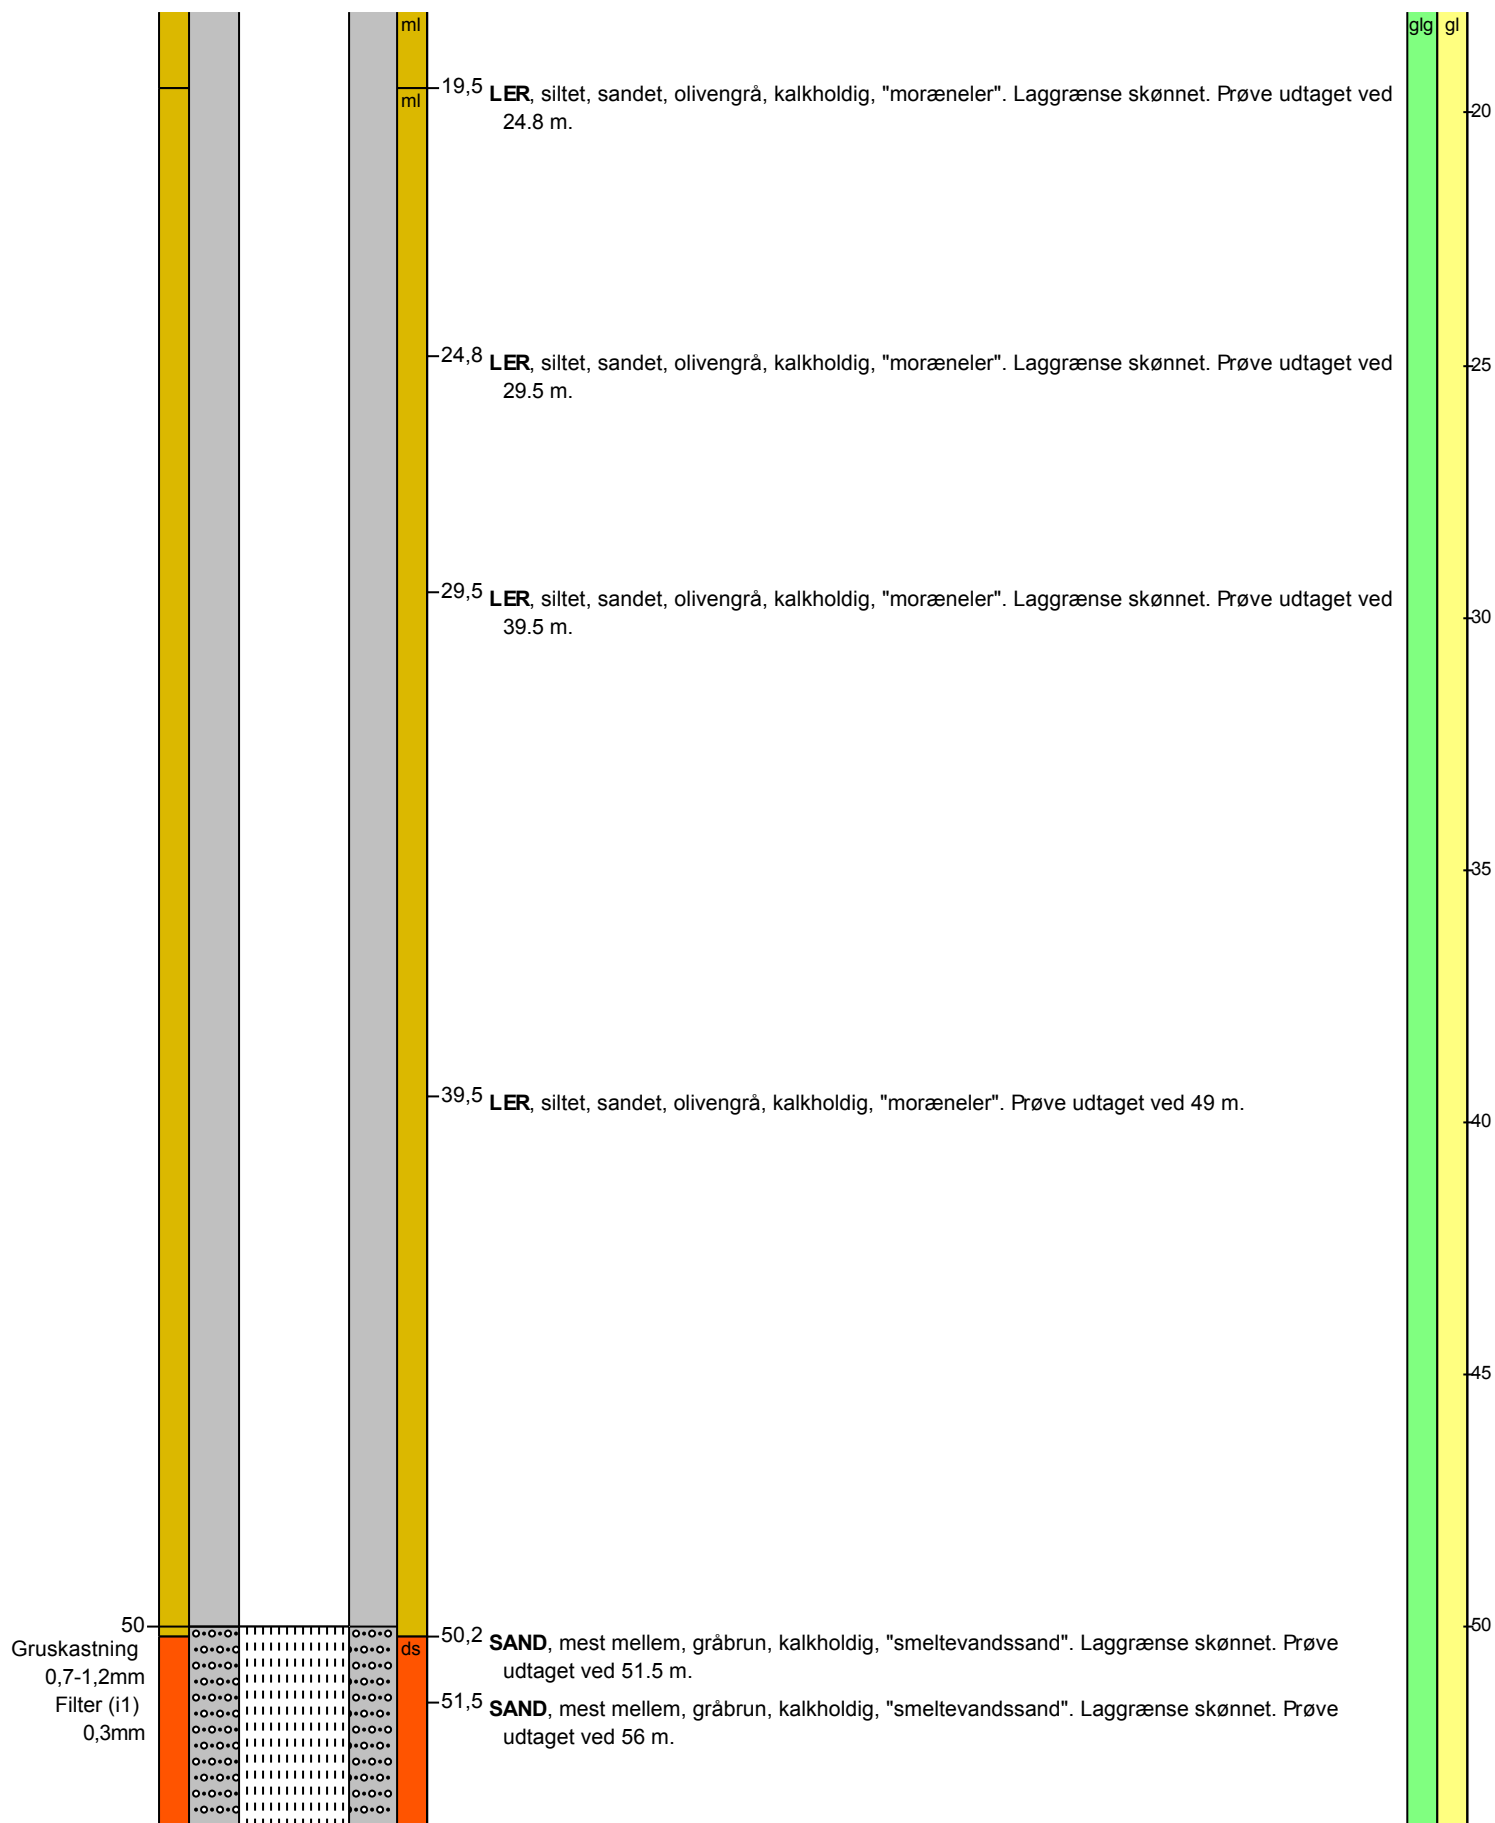 ml
glg
gl
19,5
LER, siltet, sandet, olivengrå, kalkholdig, "moræneler". Laggrænse skønnet. Prøve udtaget ved
24.8 m.
ml
20
24,8
LER, siltet, sandet, olivengrå, kalkholdig, "moræneler". Laggrænse skønnet. Prøve udtaget ved
29.5 m.
25
29,5
LER, siltet, sandet, olivengrå, kalkholdig, "moræneler". Laggrænse skønnet. Prøve udtaget ved
39.5 m.
30
35
39,5
LER, siltet, sandet, olivengrå, kalkholdig, "moræneler". Prøve udtaget ved 49 m.
40
45
50
50
Gruskastning
0,7-1,2mm
Filter (i1)
0,3mm
ds
50,2
SAND, mest mellem, gråbrun, kalkholdig, "smeltevandssand". Laggrænse skønnet. Prøve
udtaget ved 51.5 m.
51,5
SAND, mest mellem, gråbrun, kalkholdig, "smeltevandssand". Laggrænse skønnet. Prøve
udtaget ved 56 m.